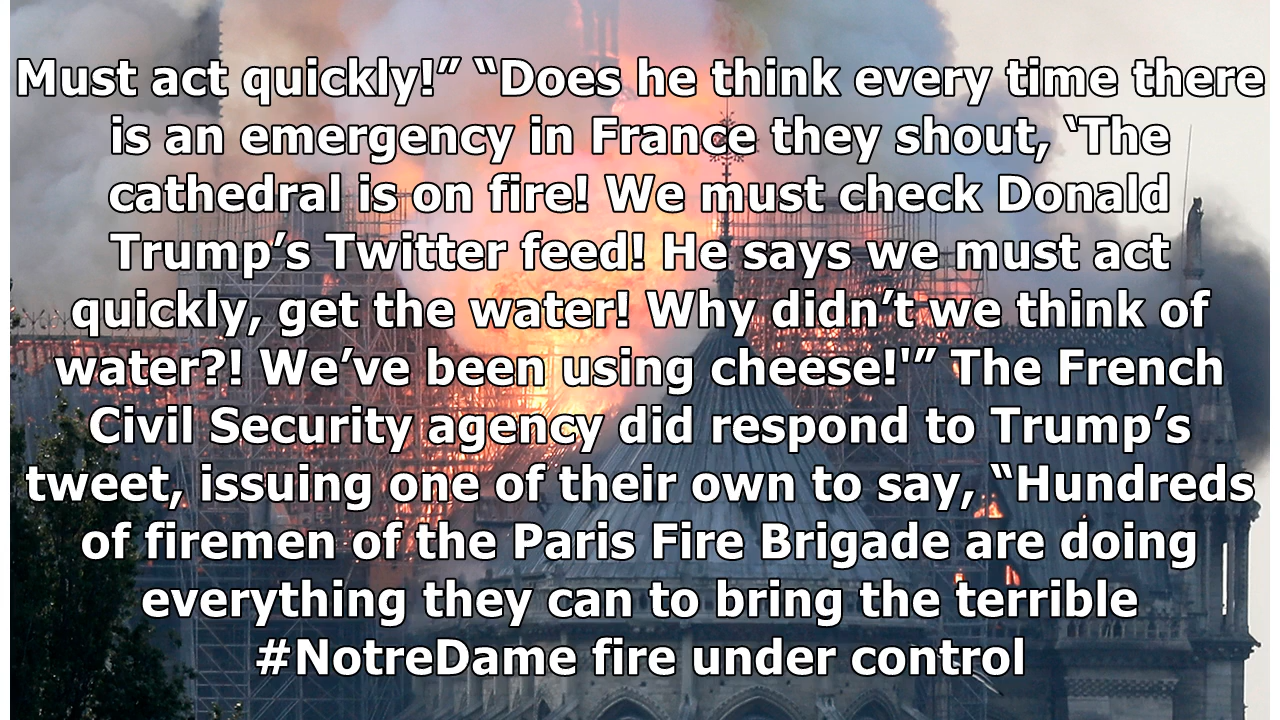 Must act quickly!” “Does he think every time there
is an emergency in France they shout, ‘The
cathedral is on fire! We must check Donald
Trump’s Twitter feed! He says we must act
quickly, get the water! Why didn’t we think of
water?! We’ve been using cheese!'” The French
Civil Security agency did respond to Trump’s
tweet, issuing one of their own to say, “Hundreds
of firemen of the Paris Fire Brigade are doing
everything they can to bring the terrible
#NotreDame fire under control